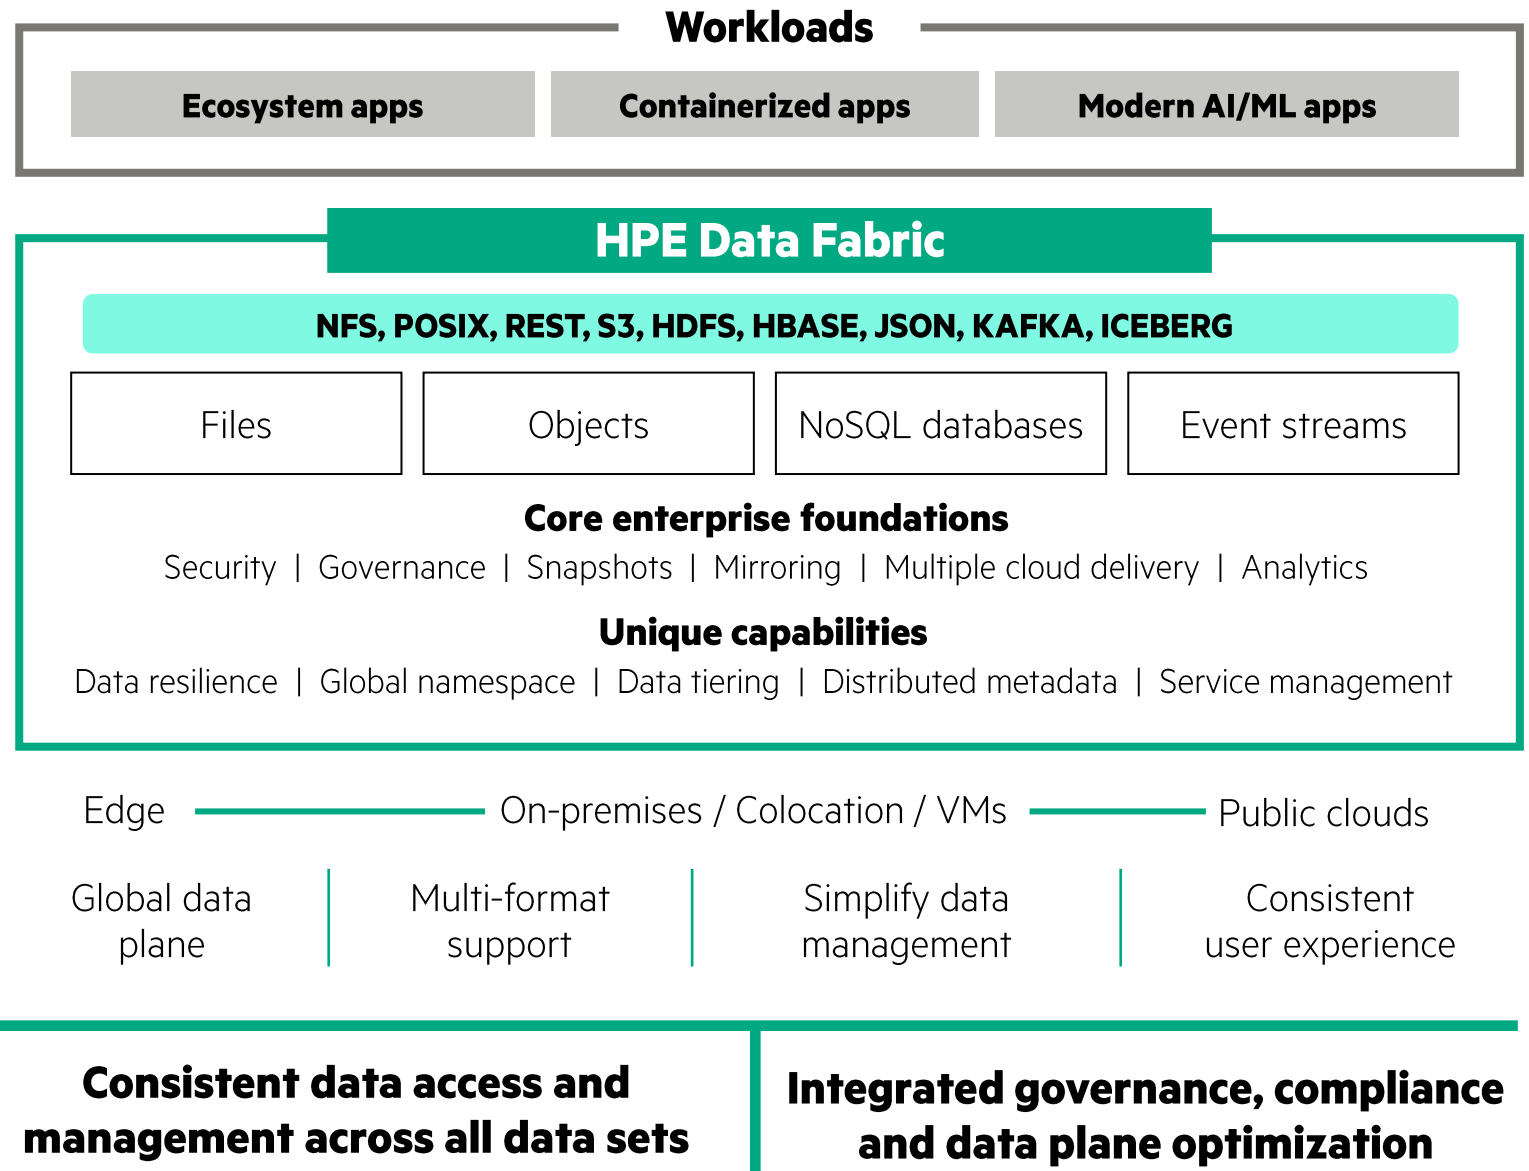 Workloads
Ecosystem apps
Containerized apps
Modern AI/ML apps
HPE Data Fabric
NFS, POSIX, REST, S3, HDFS, HBASE, JSON, KAFKA, ICEBERG
Files
Objects
NoSQL databases
Event streams
Core enterprise foundations
Security | Governance | Snapshots | Mirroring | Multiple cloud delivery | Analytics
Unique capabilities
Data resilience | Global namespace | Data tiering | Distributed metadata | Service management
Edge
On-premises / Colocation / VMs
Public clouds
Global data
plane
Multi-format
support
Simplify data
management
Consistent
user experience
Consistent data access and
management across all data sets
Integrated governance, compliance
and data plane optimization